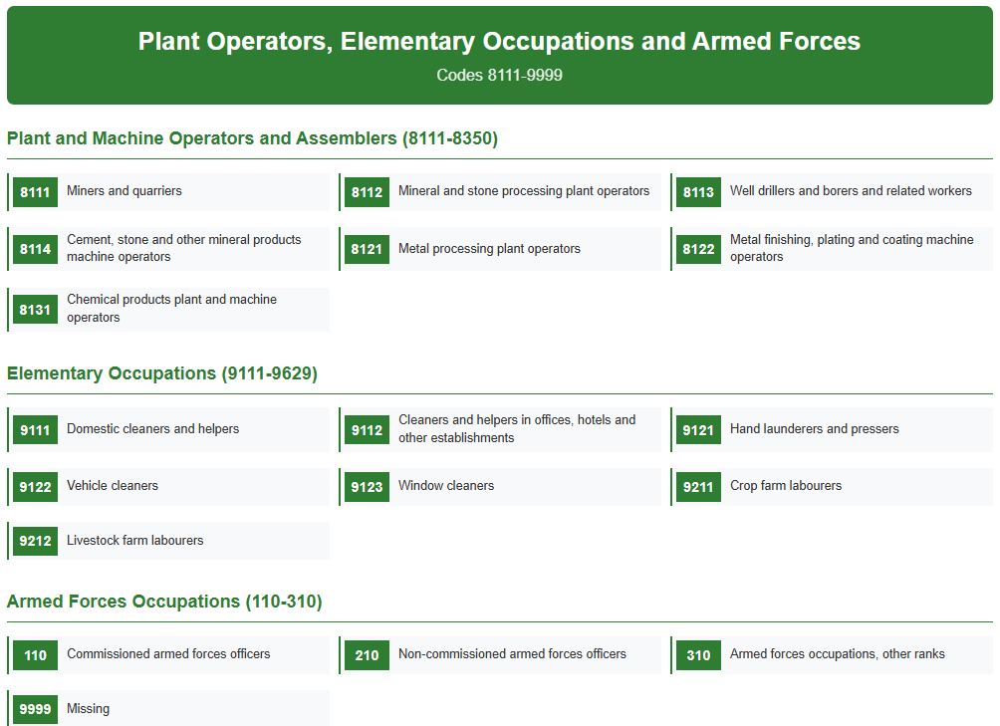 Plant Operators, Elementary Occupations and Armed Forces
Codes 8111-9999
Plant and Machine Operators and Assemblers (8111-8350)
8111 Miners and quarriers
8112 Mineral and stone processing plant operators
8113 Well drillers and borers and related workers
8114 Cement, stone and other mineral products
machine operators
8121 Metal processing plant operators
8122 Metal finishing, plating and coating machine
operators
8131 Chemical products plant and machine
operators
Elementary Occupations (9111-9629)
9111 Domestic cleaners and helpers
9112 Cleaners and helpers in offices, hotels and
other establishments
9121 Hand launderers and pressers
9122 Vehicle cleaners
9123 Window cleaners
9211 Crop farm labourers
9212 Livestock farm labourers
Armed Forces Occupations (110-310)
110 Commissioned armed forces officers
210 Non-commissioned armed forces officers
310 Armed forces occupations, other ranks
9999 Missing